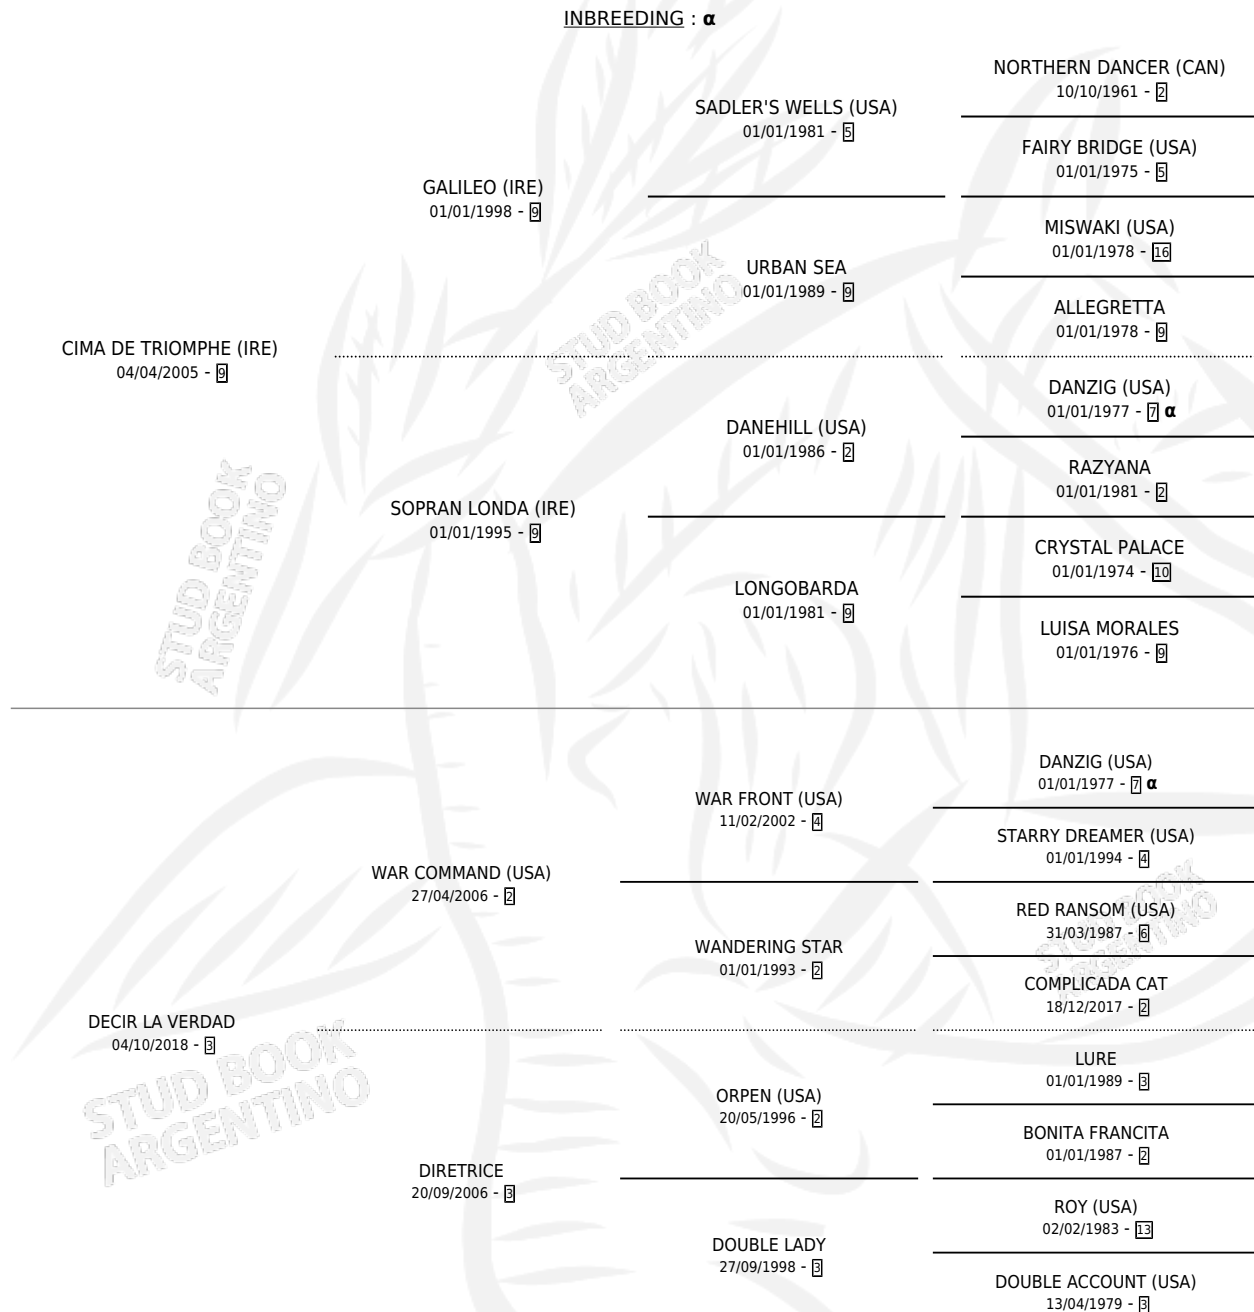 INBREEDING : α
NORTHERN DANCER (CAN)
10/10/1961 - 2
SADLER'S WELLS (USA)
01/01/1981 - 5
FAIRY BRIDGE (USA)
01/01/1975 - 5
GALILEO (IRE)
01/01/1998 - 9
MISWAKI (USA)
01/01/1978 - 16
URBAN SEA
01/01/1989 - 9
ALLEGRETTA
01/01/1978 - 9
CIMA DE TRIOMPHE (IRE)
04/04/2005 - 9
DANZIG (USA)
01/01/1977 - 7 α
DANEHILL (USA)
01/01/1986 - 2
RAZYANA
01/01/1981 - 2
SOPRAN LONDA (IRE)
01/01/1995 - 9
CRYSTAL PALACE
01/01/1974 - 10
LONGOBARDA
01/01/1981 - 9
LUISA MORALES
01/01/1976 - 9
DANZIG (USA)
01/01/1977 - 7 α
WAR FRONT (USA)
11/02/2002 - 4
STARRY DREAMER (USA)
01/01/1994 - 4
WAR COMMAND (USA)
27/04/2006 - 2
RED RANSOM (USA)
31/03/1987 - 6
WANDERING STAR
01/01/1993 - 2
COMPLICADA CAT
18/12/2017 - 2
DECIR LA VERDAD
04/10/2018 - 3
LURE
01/01/1989 - 3
ORPEN (USA)
20/05/1996 - 2
BONITA FRANCITA
01/01/1987 - 2
DIRETRICE
20/09/2006 - 3
ROY (USA)
02/02/1983 - 13
DOUBLE LADY
27/09/1998 - 3
DOUBLE ACCOUNT (USA)
13/04/1979 - 3
STUD BOOK
ARGENTINO
STUD BOOK
ARGENTINO
STUD BOOK
ARGENTINO
STUD BOOK
ARGENTINO